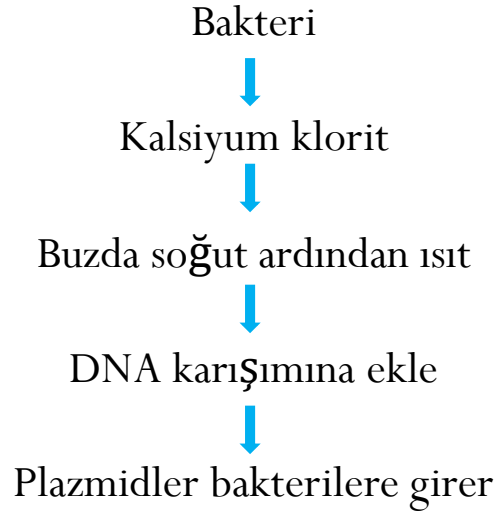 Bakteri
Kalsiyum klorit
Buzda soğut ardından ısıt
DNA karışımına ekle
Plazmidler bakterilere girer